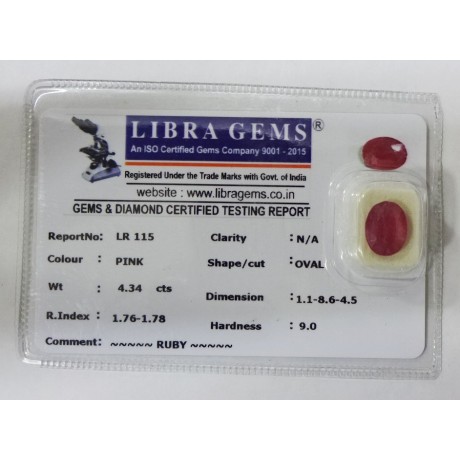 LIBRA GEMS®
An ISO Certified Gems Company 9001 - 2015
Registered Under the Trade Marks with Govt. of India
website : www.libragems.co.in
GEMS & DIAMOND CERTIFIED TESTING REPORT
ReportNo: LR 115
Clarity : N/A
Colour : PINK
Shape/cut : OVAL
Wt : 4.34 cts
Dimension : 1.1-8.6-4.5
R.Index : 1.76-1.78
Hardness : 9.0
Comment: ~~~~~ RUBY ~~~~~